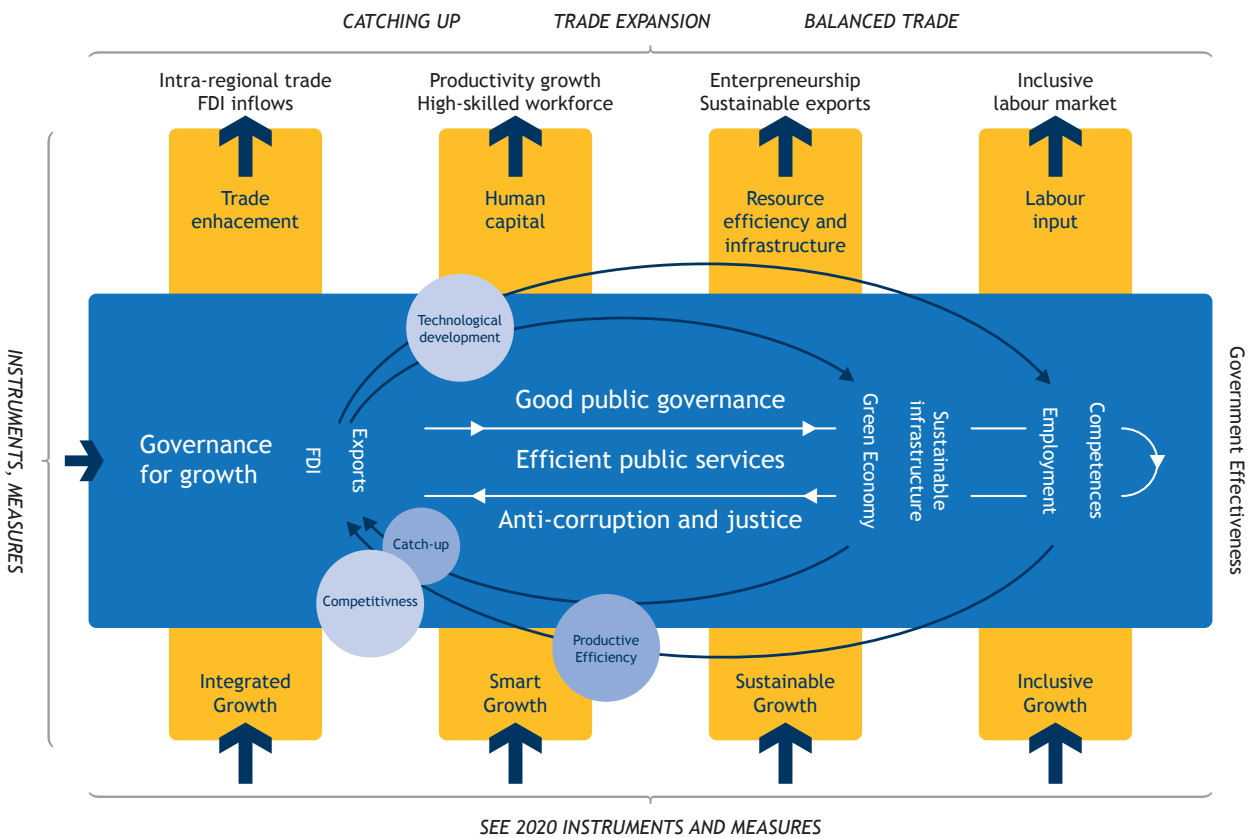 CATCHING UP
TRADE EXPANSION
BALANCED TRADE
Intra-regional trade
FDI inflows
Productivity growth
High-skilled workforce
Enterpreneurship
Sustainable exports
Inclusive
labour market
Trade
enhacement
Human
capital
Resource
efficiency and
infrastructure
Labour
input
Technological
development
INSTRUMENTS, MEASURES
Governance
for growth
FDI
Exports
Good public governance
Efficient public services
Anti-corruption and justice
Green Economy
Sustainable
infrastructure
Employment
Competences
Government Effectiveness
Catch-up
Competitivness
Productive
Efficiency
Integrated
Growth
Smart
Growth
Sustainable
Growth
Inclusive
Growth
SEE 2020 INSTRUMENTS AND MEASURES